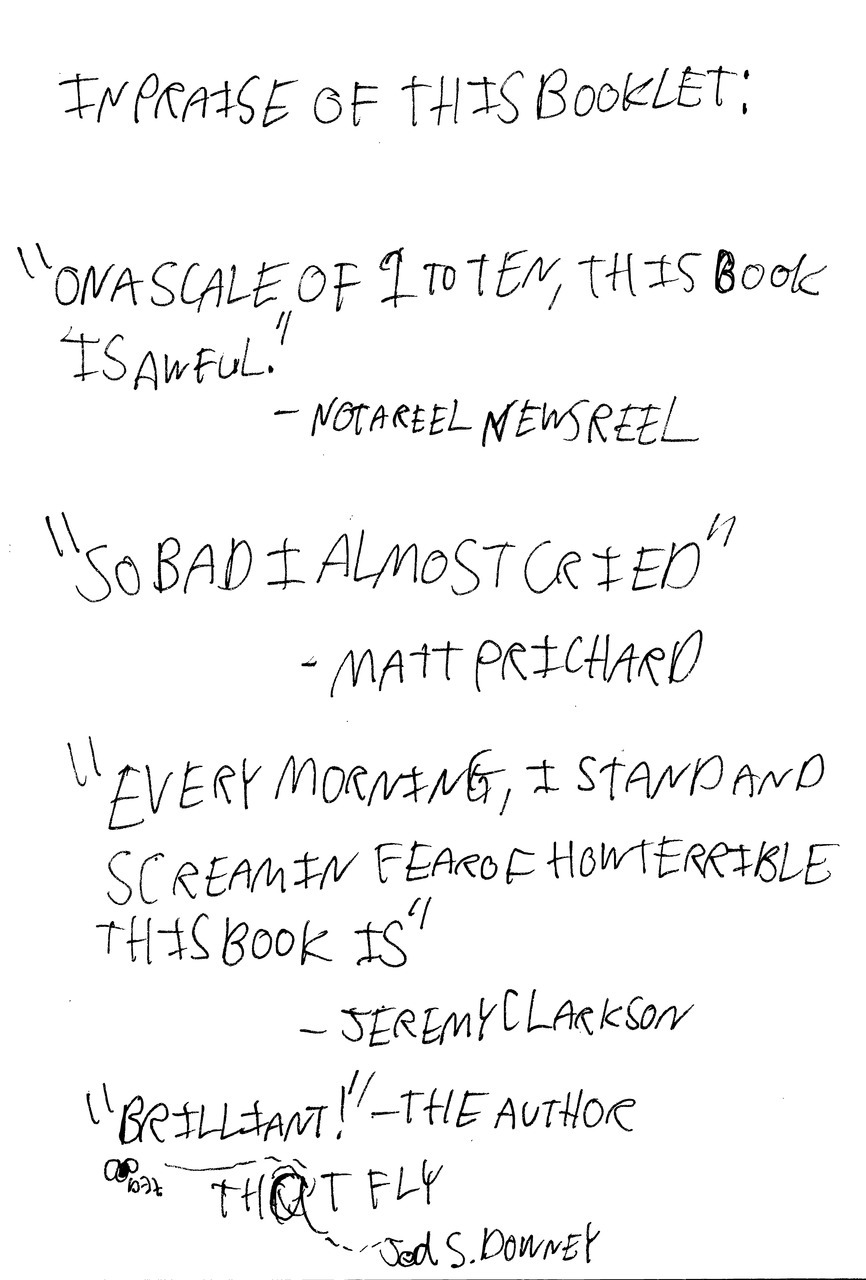 IN PRAISE OF THIS BOOKLET:
"ON A SCALE OF 1 TO TEN, THIS BOOK
IS AWFUL."
- NOT A REEL NEWSREEL
"SO BAD I ALMOST CRIED"
- MATT PRICHARD
"EVERY MORNING, I STAND AND
SCREAM IN FEAR OF HOW TERRIBLE
THIS BOOK IS"
- JEREMY CLARKSON
"BRILLIANT!" - THE AUTHOR
THAT FLY
S. DOWNEY